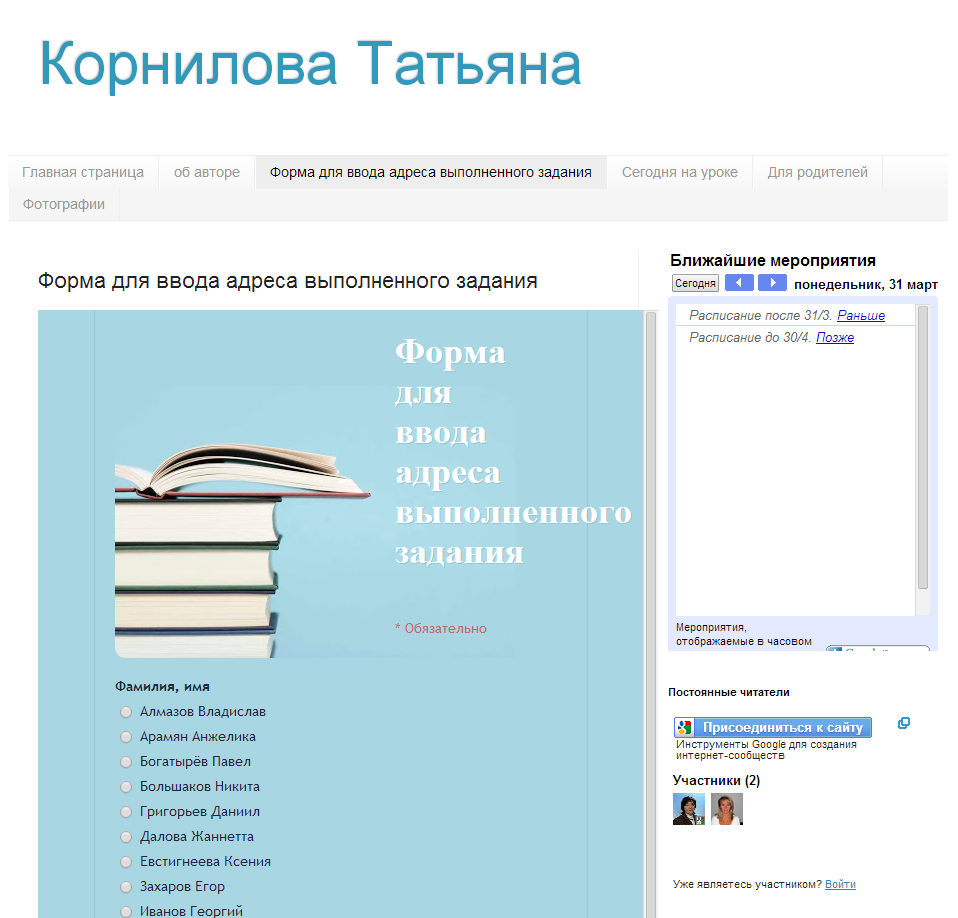 Корнилова Татьяна
Главная страница
об авторе
Форма для ввода адреса выполненного задания
Сегодня на уроке
Для родителей
Фотографии
Форма для ввода адреса выполненного задания
Форма
для
ввода
адреса
выполненного
задания
* Обязательно
Фамилия, имя
Алмазов Владислав
Арамян Анжелика
Богатырёв Павел
Большаков Никита
Григорьев Даниил
Далова Жаннетта
Евстигнеева Ксения
Захаров Егор
Иванов Георгий
Ближайшие мероприятия
Сегодня
понедельник, 31 март
Расписание после 31/3. Раньше
Расписание до 30/4. Позже
Мероприятия,
отображаемые в часовом
Постоянные читатели
Присоединиться к сайту
Инструменты Google для создания
интернет-сообществ
Участники (2)
Уже являетесь участником? Войти